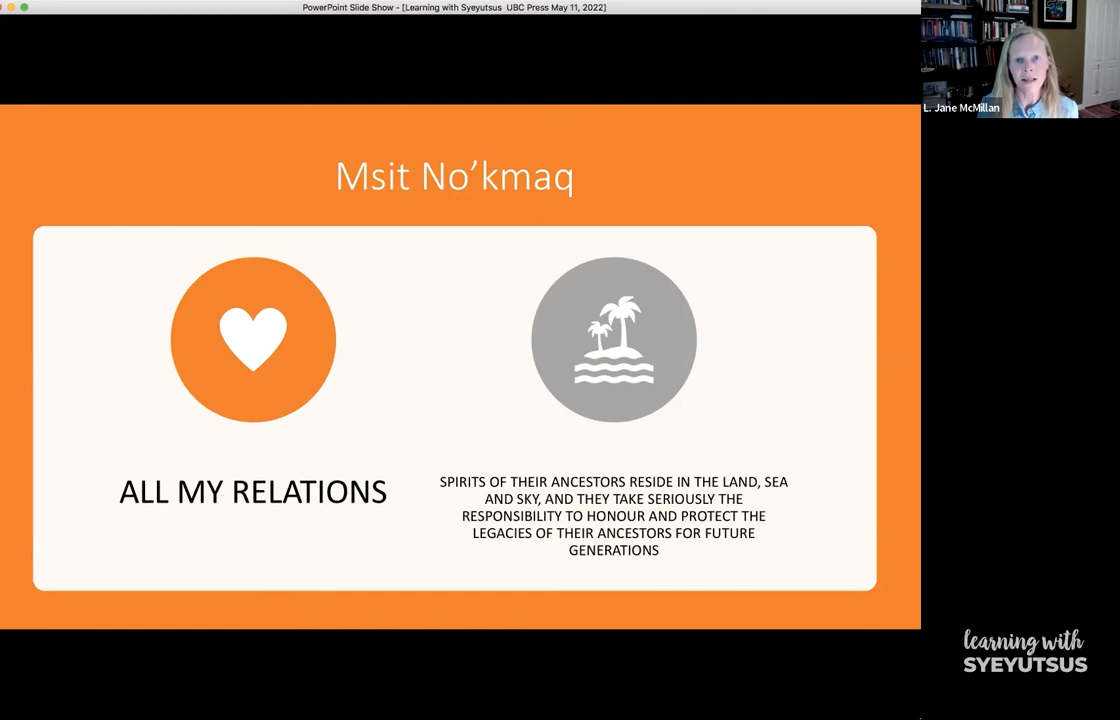 PowerPoint Slide Show - [Learning with Syeyutsus  UBC Press May 11, 2022]
L. Jane McMillan
Msit No’kmaq
ALL MY RELATIONS
SPIRITS OF THEIR ANCESTORS RESIDE IN THE LAND, SEA
AND SKY, AND THEY TAKE SERIOUSLY THE
RESPONSIBILITY TO HONOUR AND PROTECT THE
LEGACIES OF THEIR ANCESTORS FOR FUTURE
GENERATIONS
learning with
SYEYUTSUS